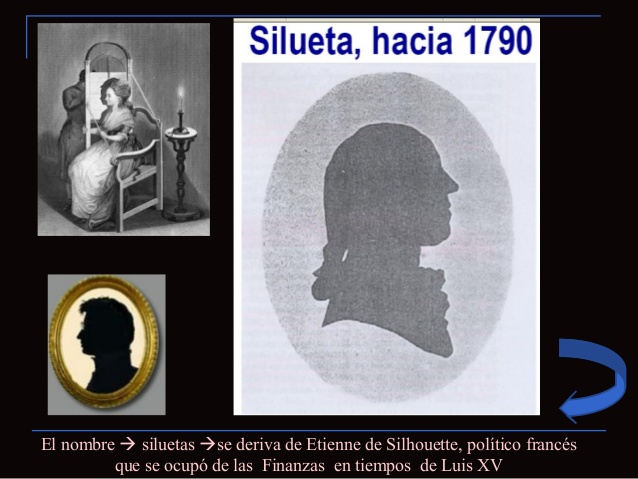 Silueta, hacia 1790
El nombre → siluetas →se deriva de Etienne de Silhouette, político francés
que se ocupó de las Finanzas en tiempos de Luis XV